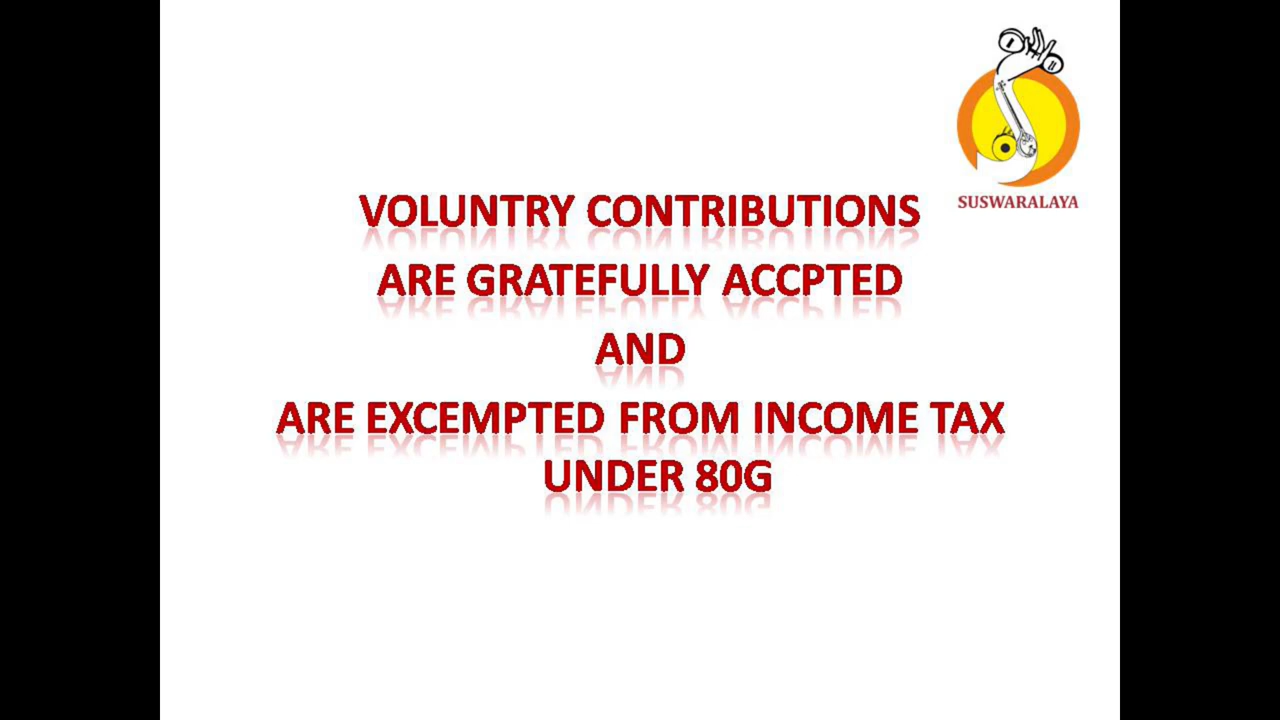 SUSWARALAYA
VOLUNTRY CONTRIBUTIONS
ARE GRATEFULLY ACCPTED
AND
ARE EXCEMPTED FROM INCOME TAX
UNDER 80G